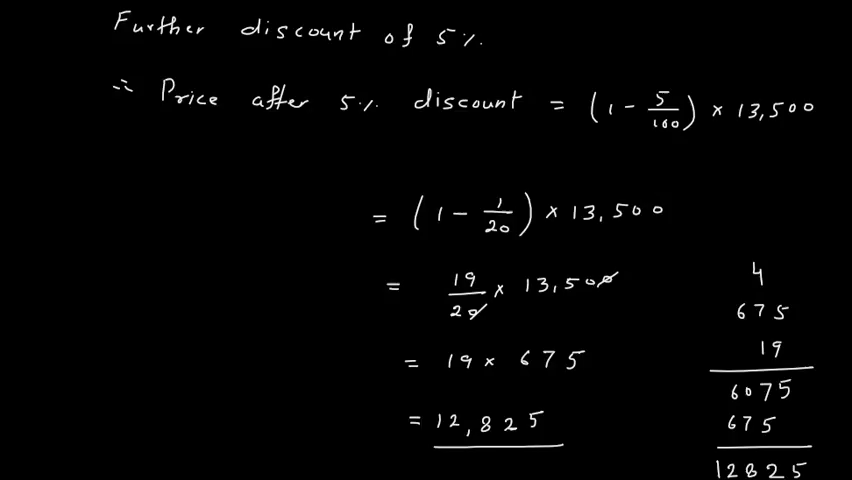 Further discount of 5%.
∴ Price after 5% discount = (1 - 5/100) × 13,500
= (1 - 1/20) × 13,500
= 19/20 × 13,500
= 19 × 675
= 12,825
4
675
19
6075
675
12825